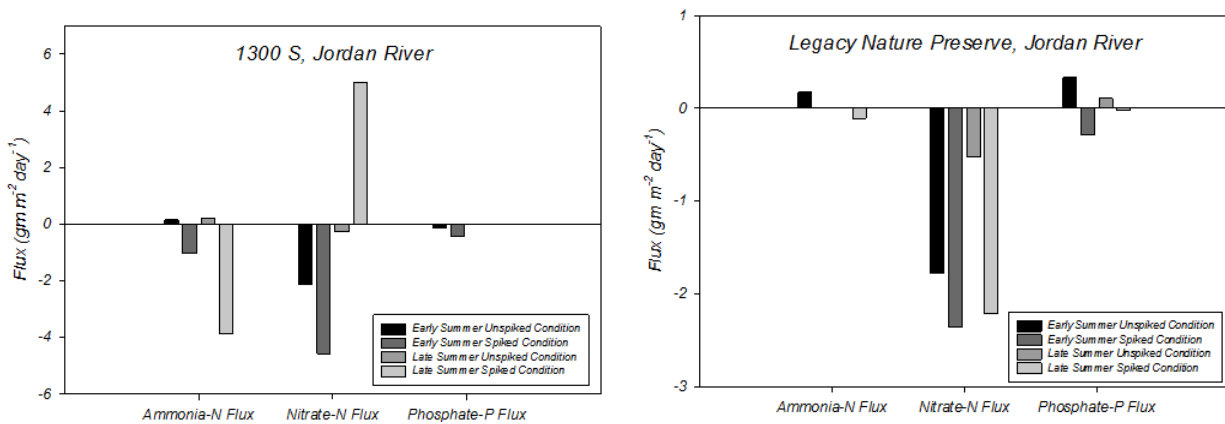 1300 S, Jordan River
Flux (gm m⁻² day⁻¹)
6
4
2
0
-2
-4
-6
Early Summer Unspiked Condition
Early Summer Spiked Condition
Late Summer Unspiked Condition
Late Summer Spiked Condition
Ammonia-N Flux Nitrate-N Flux Phosphate-P Flux
Legacy Nature Preserve, Jordan River
Flux (gm m⁻² day⁻¹)
1
0
-1
-2
-3
Early Summer Unspiked Condition
Early Summer Spiked Condition
Late Summer Unspiked Condition
Late Summer Spiked Condition
Ammonia-N Flux Nitrate-N Flux Phosphate-P Flux